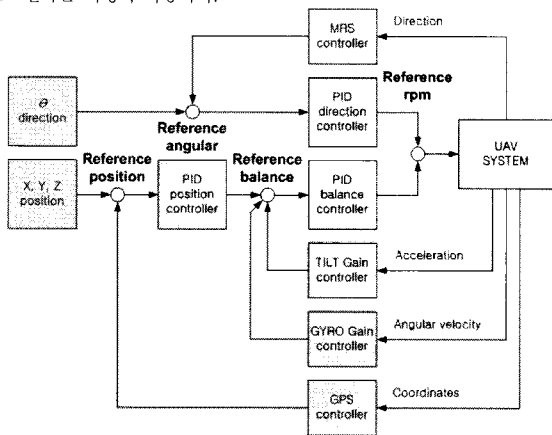 MRS
controller
Direction
θ
direction
PID
direction
controller
Reference
rpm
Reference
angular
UAV
SYSTEM
X, Y, Z
position
Reference
position
PID
position
controller
Reference
balance
PID
balance
controller
TILT Gain
controller
Acceleration
GYRO Gain
controller
Angular velocity
GPS
controller
Coordinates